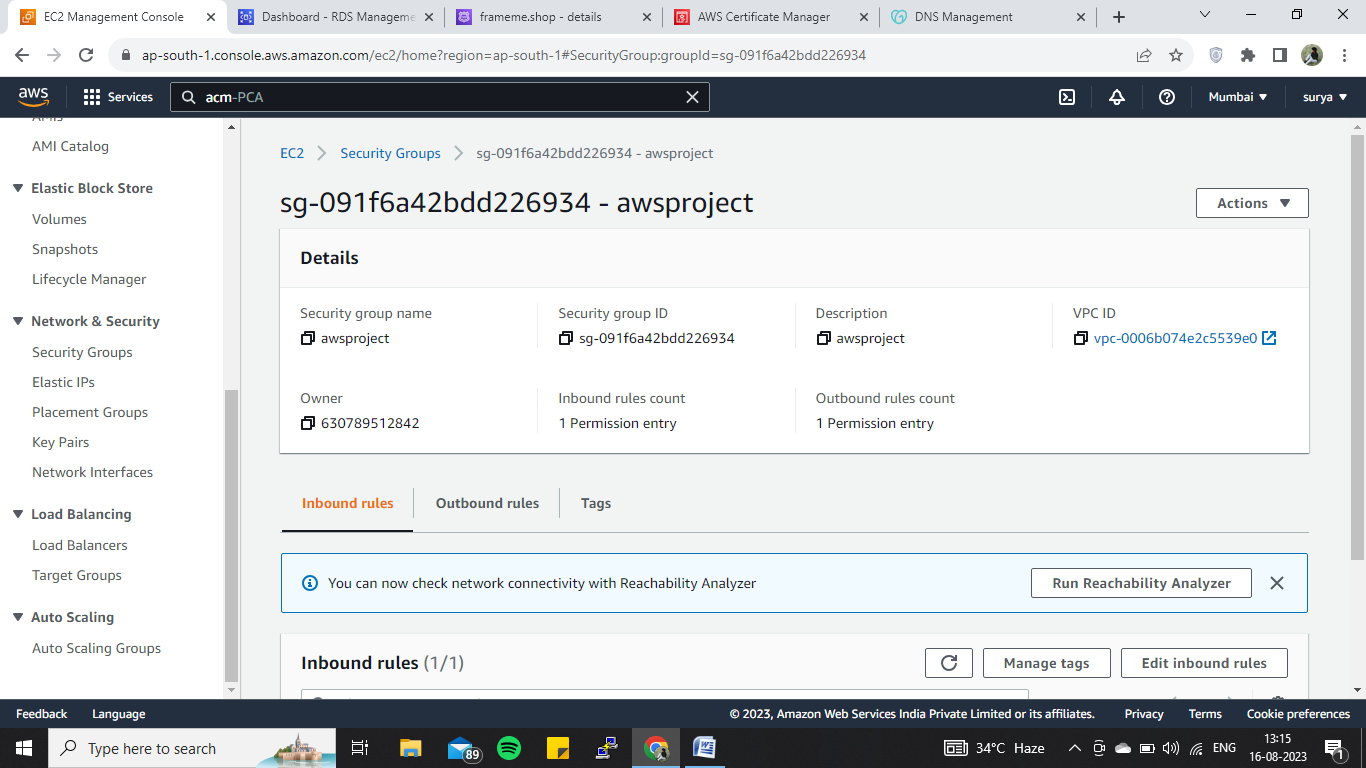 EC2 Management Console
Dashboard - RDS Manageme
frameme.shop - details
AWS Certificate Manager
DNS Management
ap-south-1.console.aws.amazon.com/ec2/home?region=ap-south-1#SecurityGroup:groupId=sg-091f6a42bdd226934
aws
Services
acm-PCA
Mumbai
surya
AMIs
AMI Catalog
Elastic Block Store
Volumes
Snapshots
Lifecycle Manager
Network & Security
Security Groups
Elastic IPs
Placement Groups
Key Pairs
Network Interfaces
Load Balancing
Load Balancers
Target Groups
Auto Scaling
Auto Scaling Groups
EC2
Security Groups
sg-091f6a42bdd226934 - awsproject
sg-091f6a42bdd226934 - awsproject
Actions
Details
Security group name
awsproject
Security group ID
sg-091f6a42bdd226934
Description
awsproject
VPC ID
vpc-0006b074e2c5539e0
Owner
630789512842
Inbound rules count
1 Permission entry
Outbound rules count
1 Permission entry
Inbound rules
Outbound rules
Tags
You can now check network connectivity with Reachability Analyzer
Run Reachability Analyzer
Inbound rules (1/1)
Manage tags
Edit inbound rules
Feedback
Language
© 2023, Amazon Web Services India Private Limited or its affiliates.
Privacy
Terms
Cookie preferences
Type here to search
89
34°C Haze
ENG
13:15
16-08-2023
1